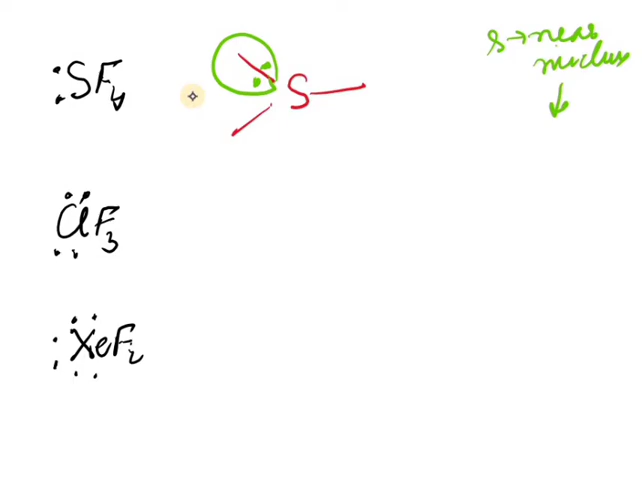 :SF4
S
s → near
nucleus
↓
ClF3
:XeF2